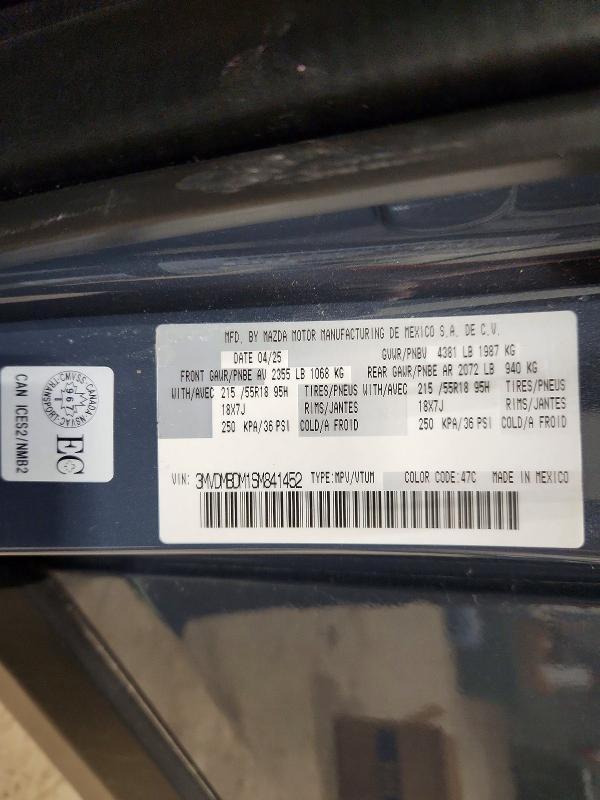 MFD. BY MAZDA MOTOR MANUFACTURING DE MEXICO S.A. DE C.V.
DATE 04/25 GVWR/PNBV 4381 LB 1987 KG
FRONT GAWR/PNBE AV 2355 LB 1068 KG REAR GAWR/PNBE AR 2072 LB 940 KG
WITH/AVEC 215 /55R18 95H TIRES/PNEUS WITH/AVEC 215 /55R18 95H TIRES/PNEUS
18X7J RIMS/JANTES 18X7J RIMS/JANTES
250 KPA/36 PSI COLD/A FROID 250 KPA/36 PSI COLD/A FROID
VIN: 3MVDMBDM1SM841452 TYPE:MPV/VTUM COLOR CODE:47C MADE IN MEXICO
EC
CAN ICES2/NMB2